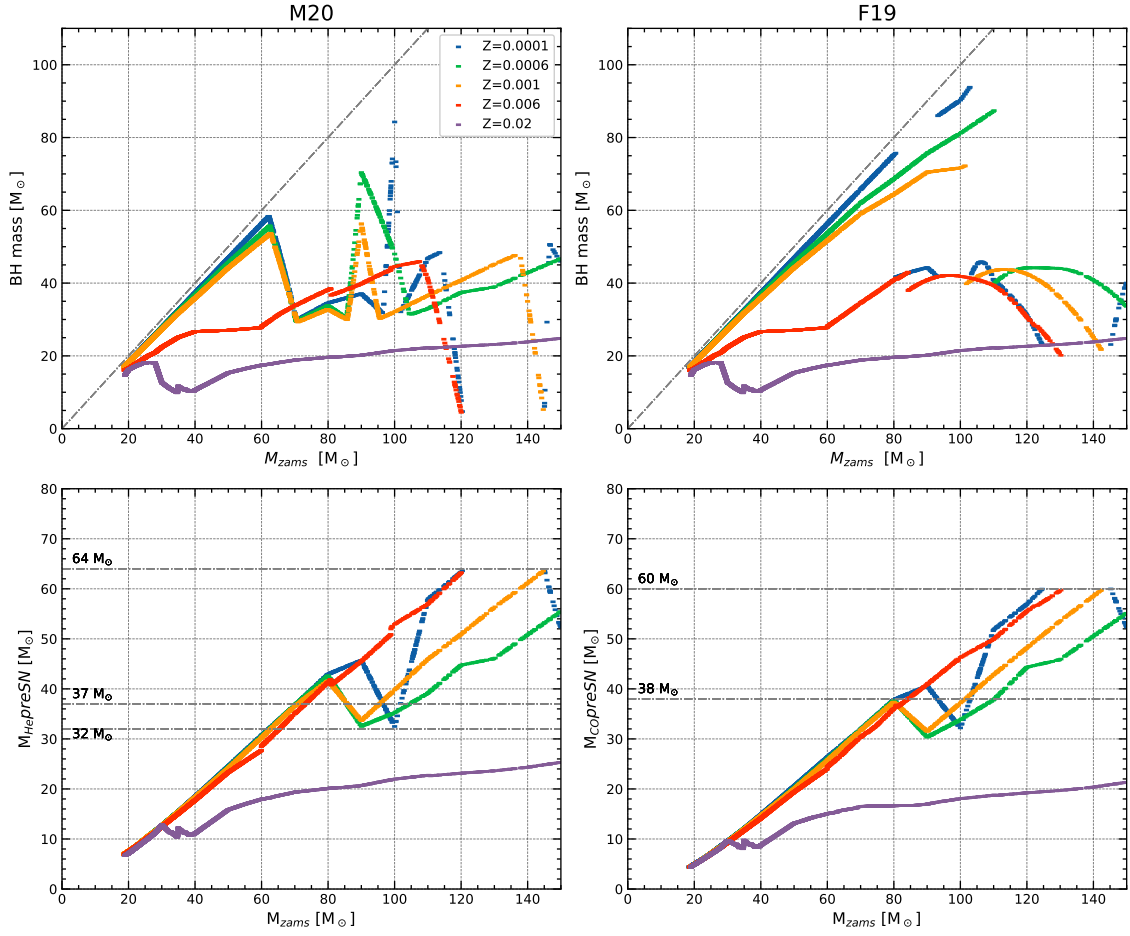 M20
F19
Z=0.0001
Z=0.0006
Z=0.001
Z=0.006
Z=0.02
BH mass [M⊙]
0
20
40
60
80
100
0 20 40 60 80 100 120 140
M_zams [M⊙]
BH mass [M⊙]
0
20
40
60
80
100
0 20 40 60 80 100 120 140
M_zams [M⊙]
M_HepreSN [M⊙]
80
70
60
50
40
30
20
10
0
64 M⊙
37 M⊙
32 M⊙
0 20 40 60 80 100 120 140
M_zams [M⊙]
M_COpreSN [M⊙]
80
70
60
50
40
30
20
10
0
60 M⊙
38 M⊙
0 20 40 60 80 100 120 140
M_zams [M⊙]